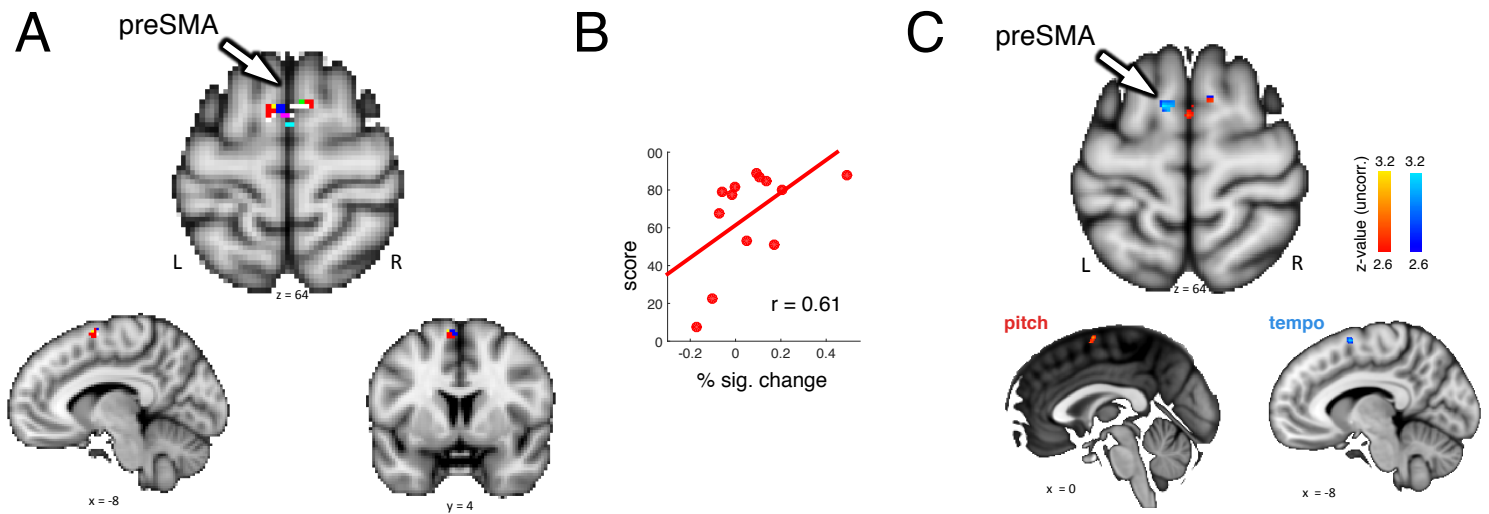 A
preSMA
L
R
z = 64
x = -8
y = 4
B
00
80
60
40
20
0
score
r = 0.61
-0.2
0
0.2
0.4
% sig. change
C
preSMA
L
R
z = 64
3.2
3.2
z-value (uncorr.)
2.6
2.6
pitch
tempo
x = 0
x = -8